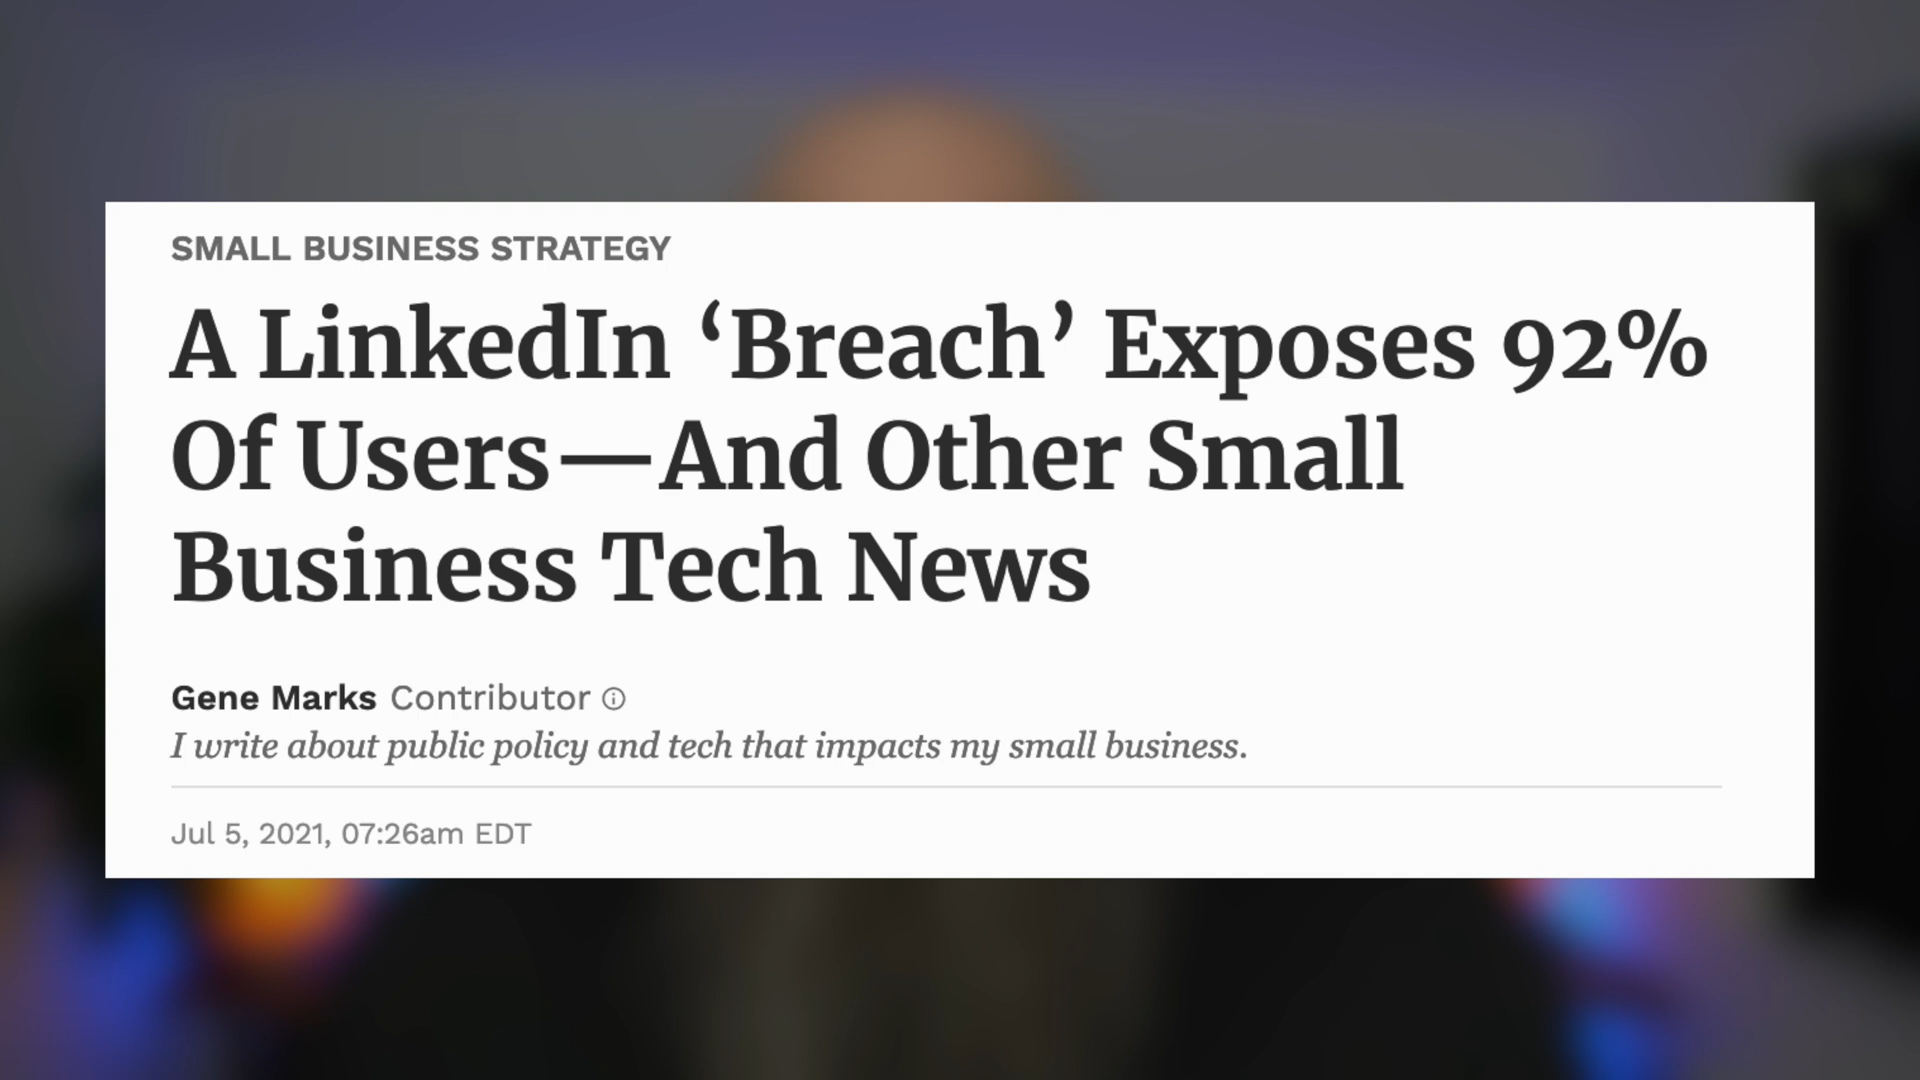 SMALL BUSINESS STRATEGY
A LinkedIn ‘Breach’ Exposes 92%
Of Users—And Other Small
Business Tech News
Gene Marks Contributor
I write about public policy and tech that impacts my small business.
Jul 5, 2021, 07:26am EDT